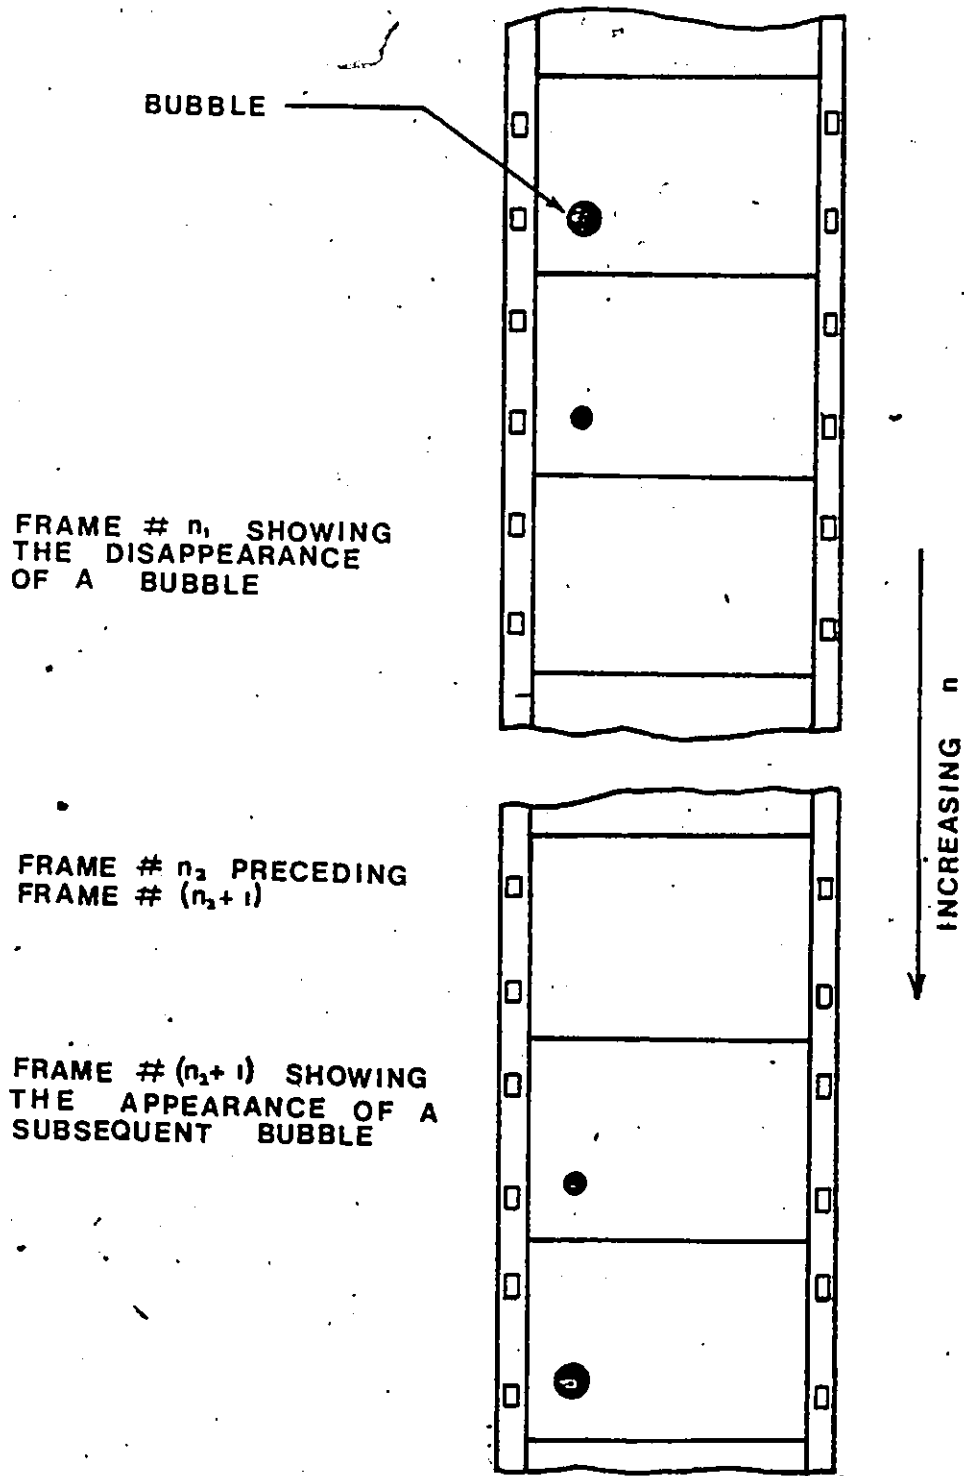 BUBBLE
FRAME # n₁ SHOWING
THE DISAPPEARANCE
OF A BUBBLE
INCREASING n
FRAME # n₂ PRECEDING
FRAME # (n₂+1)
FRAME # (n₂+1) SHOWING
THE APPEARANCE OF A
SUBSEQUENT BUBBLE